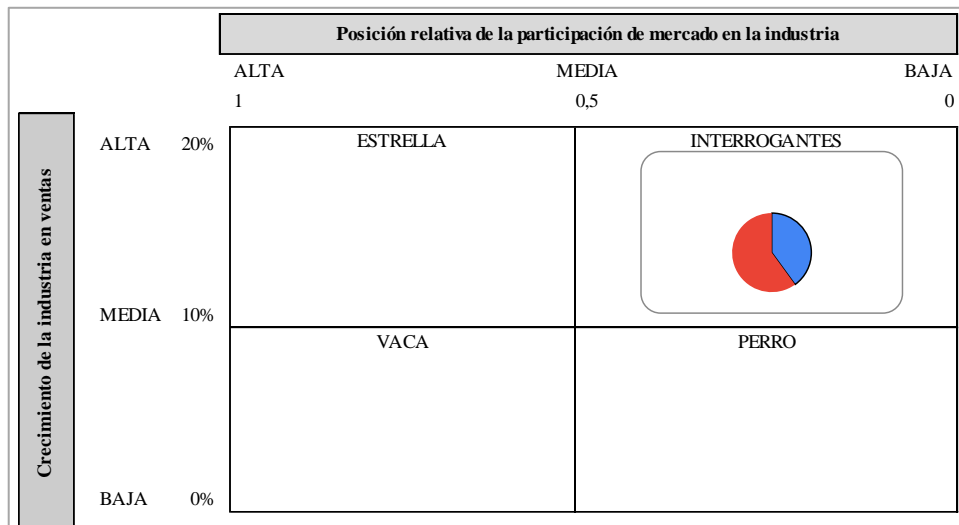 Posición relativa de la participación de mercado en la industria
ALTA MEDIA BAJA
1 0,5 0
Crecimiento de la industria en ventas
ALTA 20%
ESTRELLA INTERROGANTES
MEDIA 10%
VACA PERRO
BAJA 0%